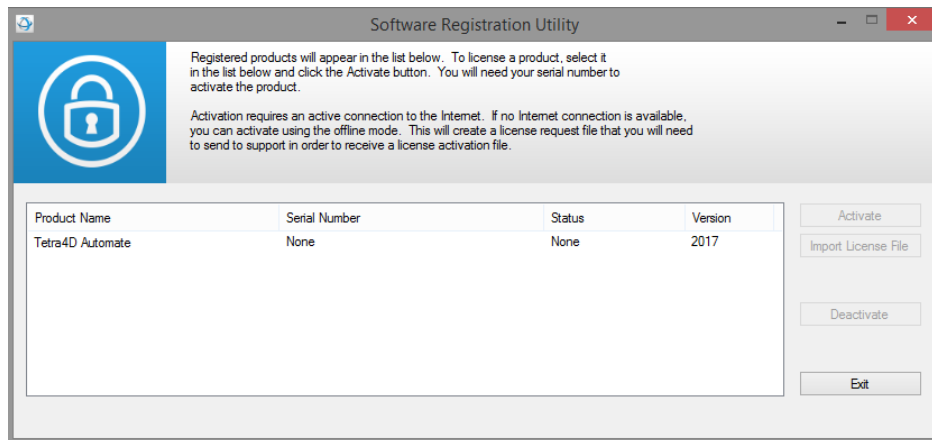 Software Registration Utility
Registered products will appear in the list below. To license a product, select it
in the list below and click the Activate button. You will need your serial number to
activate the product.
Activation requires an active connection to the Internet. If no Internet connection is available,
you can activate using the offline mode. This will create a license request file that you will need
to send to support in order to receive a license activation file.
Product Name Serial Number Status Version
Tetra4D Automate None None 2017
Activate
Import License File
Deactivate
Exit